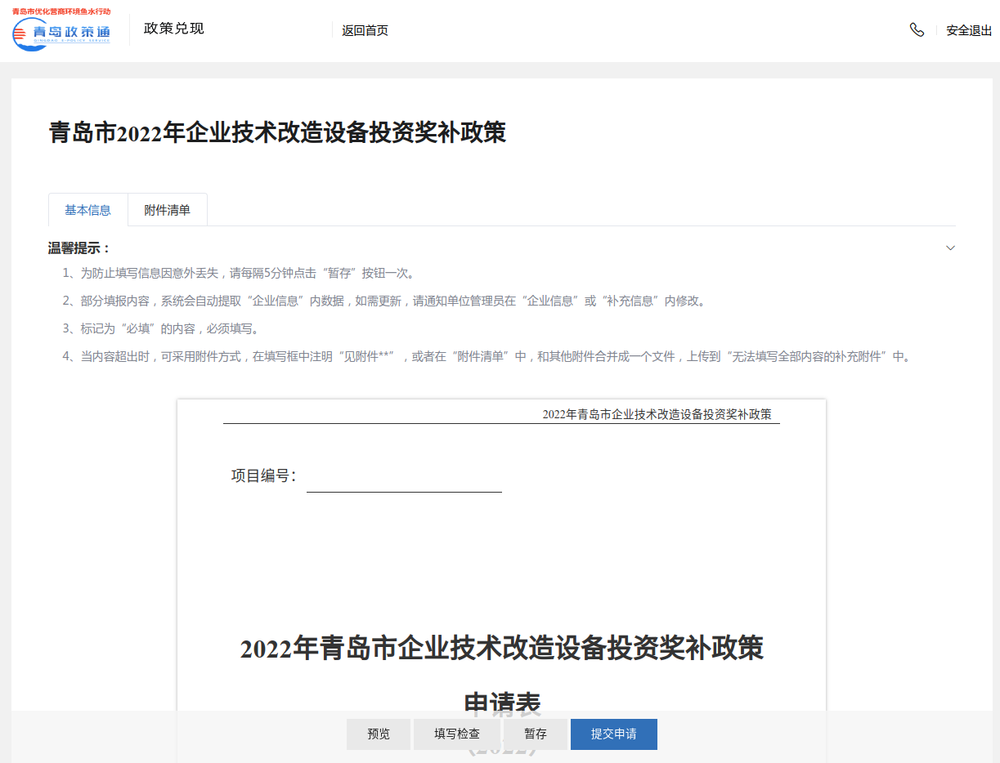 青岛市优化营商环境鱼水行动
青岛政策通
QINGDAO E-POLICY SERVICE
政策兑现
返回首页
安全退出
青岛市2022年企业技术改造设备投资奖补政策
基本信息
附件清单
温馨提示：
1、为防止填写信息因意外丢失，请每隔5分钟点击“暂存”按钮一次。
2、部分填报内容，系统会自动提取“企业信息”内数据，如需更新，请通知单位管理员在“企业信息”或“补充信息”内修改。
3、标记为“必填”的内容，必须填写。
4、当内容超出时，可采用附件方式，在填写框中注明“见附件**”，或者在“附件清单”中，和其他附件合并成一个文件，上传到“无法填写全部内容的补充附件”中。
2022年青岛市企业技术改造设备投资奖补政策
项目编号：
2022年青岛市企业技术改造设备投资奖补政策
申请表
(2022)
预览
填写检查
暂存
提交申请